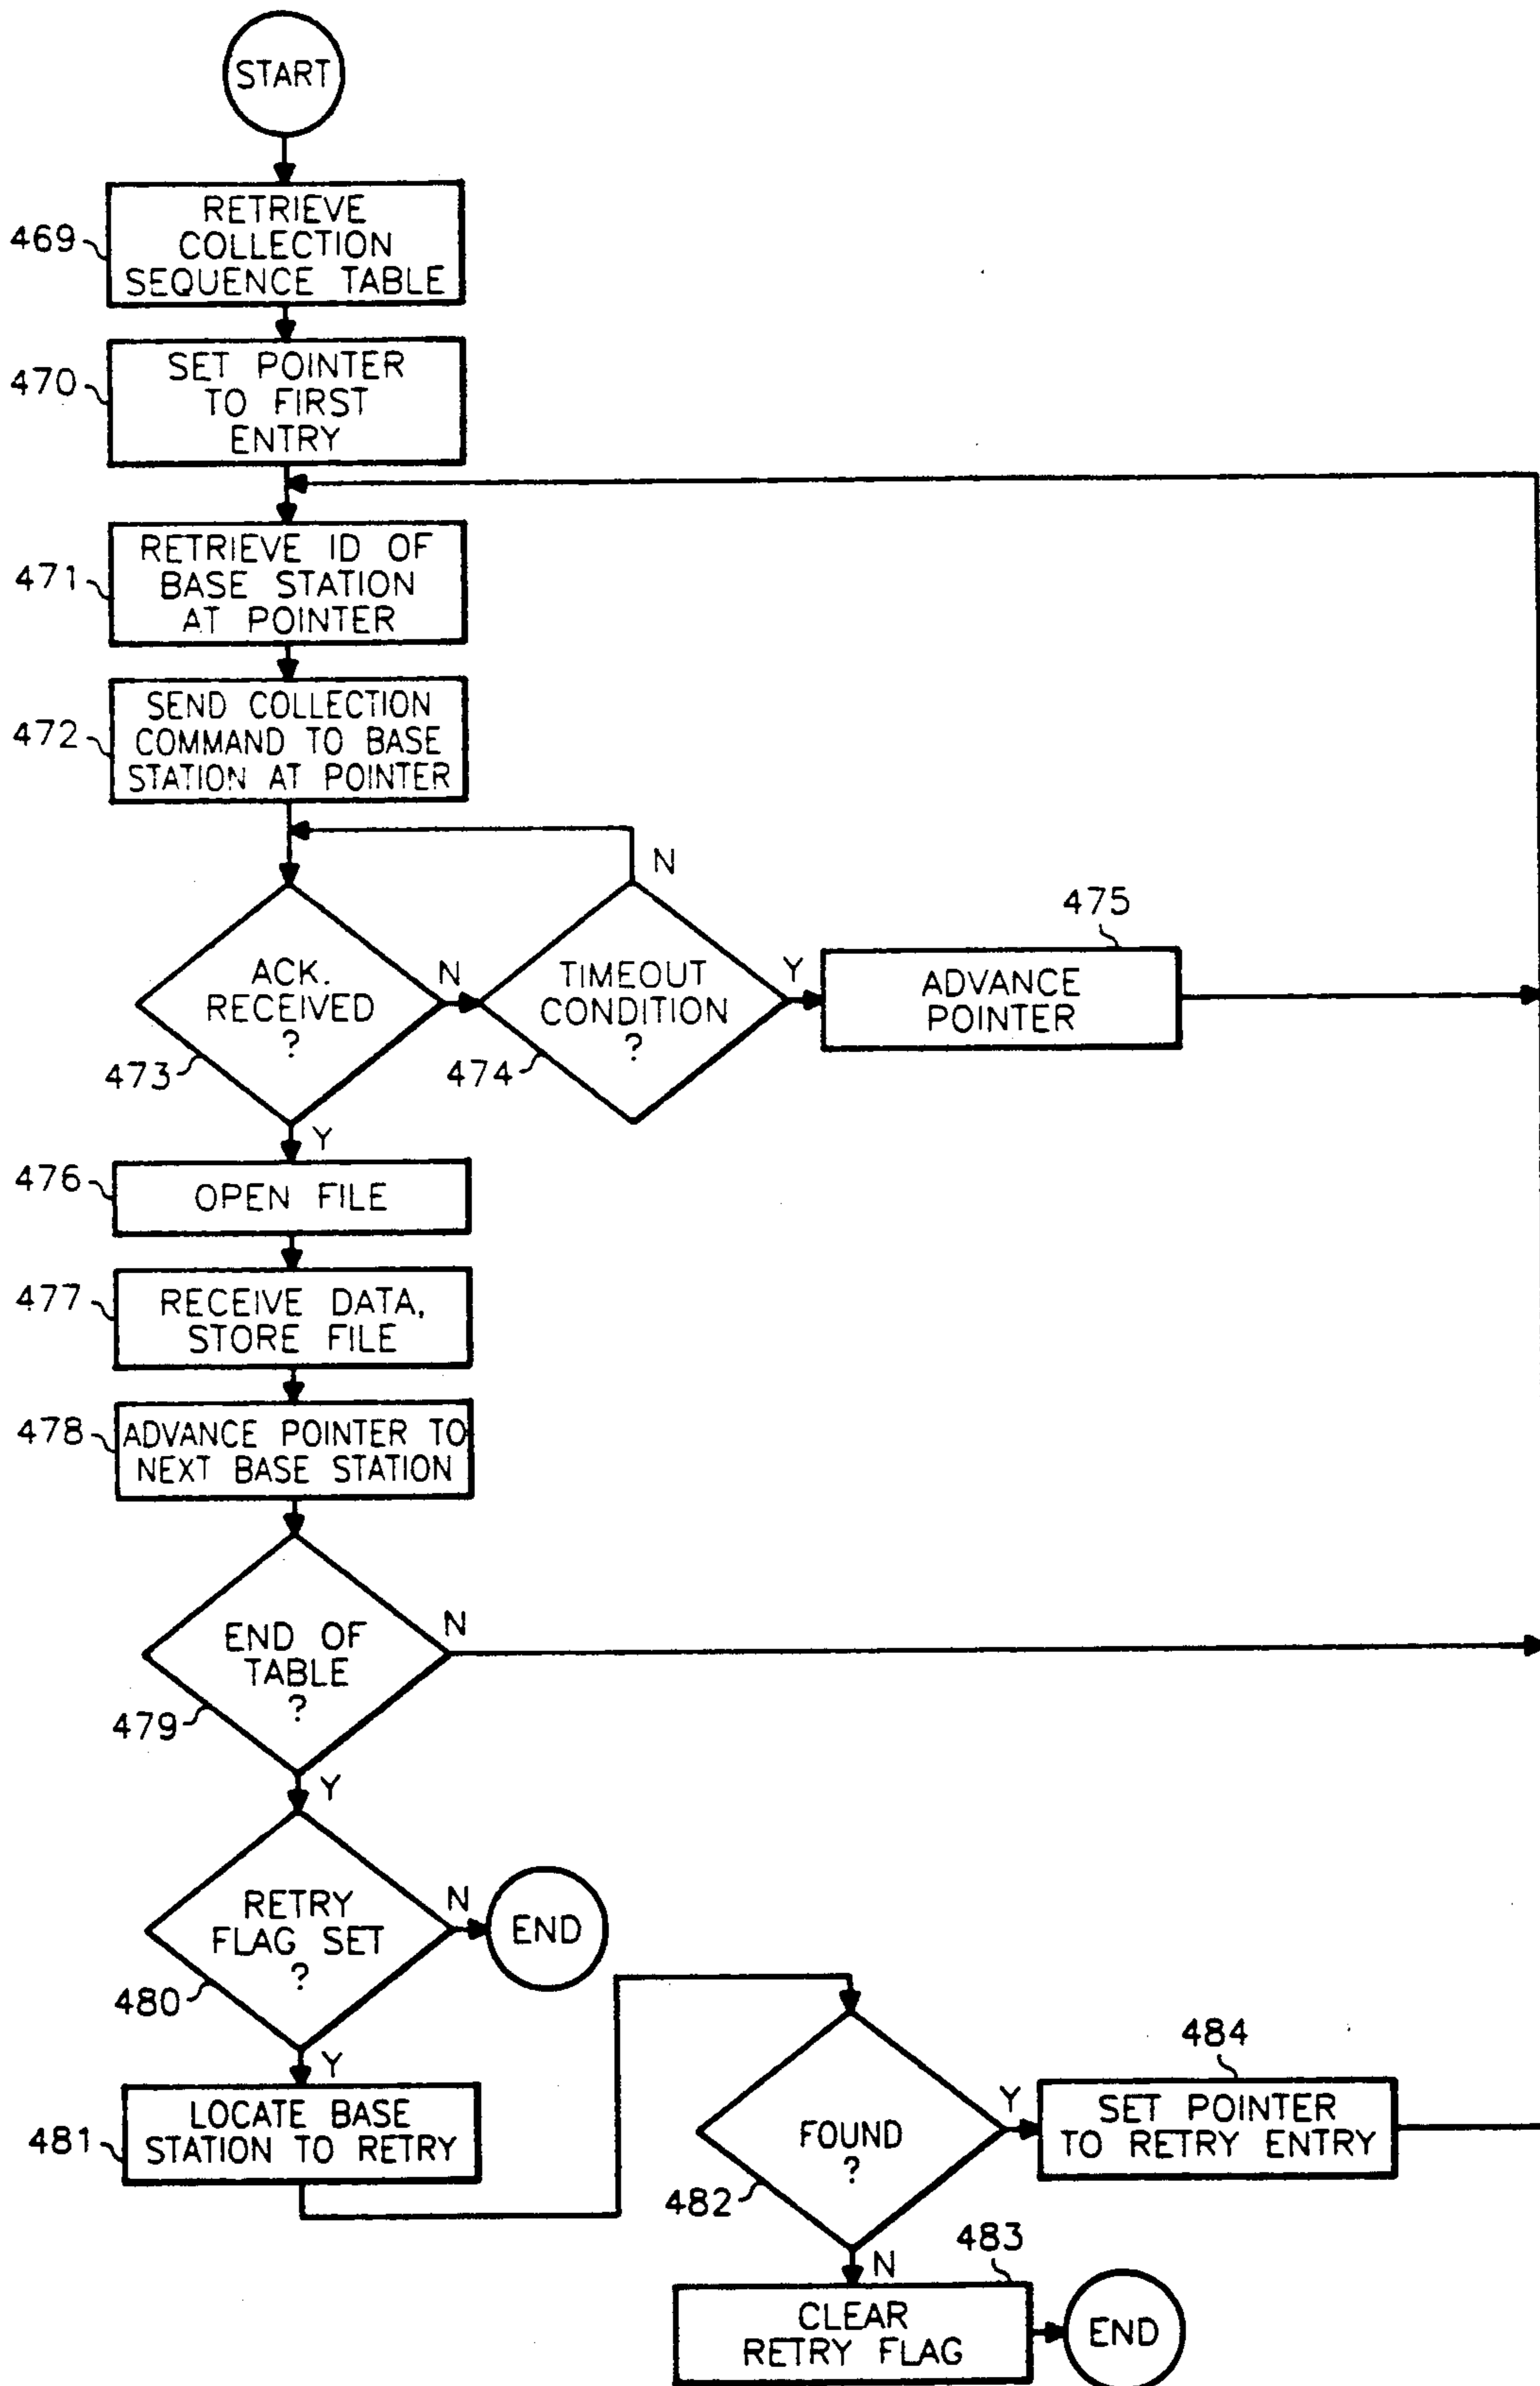 START
469
RETRIEVE
COLLECTION
SEQUENCE TABLE
470
SET POINTER
TO FIRST
ENTRY
471
RETRIEVE ID OF
BASE STATION
AT POINTER
472
SEND COLLECTION
COMMAND TO BASE
STATION AT POINTER
473
ACK.
RECEIVED
?
N
Y
474
TIMEOUT
CONDITION
?
N
Y
475
ADVANCE
POINTER
476
OPEN FILE
477
RECEIVE DATA,
STORE FILE
478
ADVANCE POINTER TO
NEXT BASE STATION
479
END OF
TABLE
?
N
Y
480
RETRY
FLAG SET
?
N
END
Y
481
LOCATE BASE
STATION TO RETRY
482
FOUND
?
Y
484
SET POINTER
TO RETRY ENTRY
N
483
CLEAR
RETRY FLAG
END